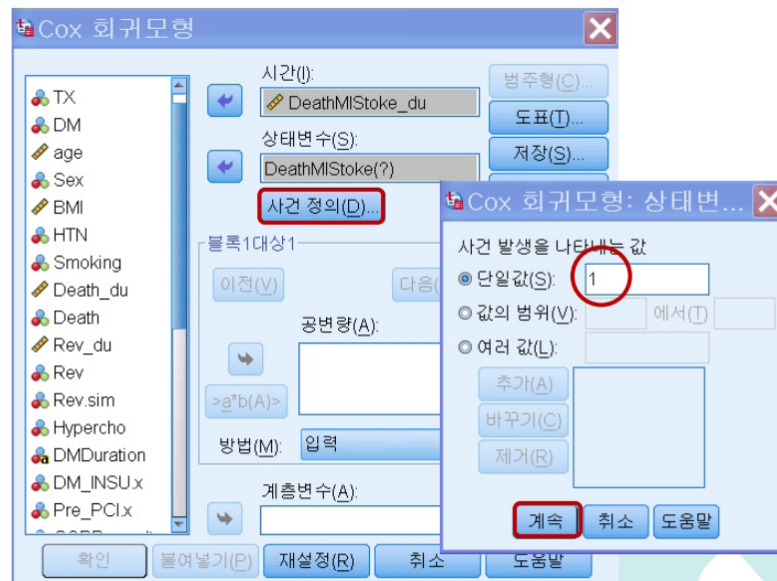 Cox 회귀모형
TX
DM
age
Sex
BMI
HTN
Smoking
Death_du
Death
Rev_du
Rev
Rev.sim
Hypercho
DMDuration
DM_INSU.x
Pre_PCI.x
시간(I):
DeathMIStoke_du
상태변수(S):
DeathMIStoke(?)
사건 정의(D)...
블록1대상1
이전(V)
다음(
공변량(A):
>a*b(A)>
방법(M): 입력
계층변수(A):
범주형(C)...
도표(T)...
저장(S)...
확인 붙여넣기(P) 재설정(R) 취소 도움말
Cox 회귀모형: 상태변...
사건 발생을 나타내는 값
단일값(S): 1
값의 범위(V): 에서(T)
여러 값(L):
추가(A)
바꾸기(C)
제거(R)
계속 취소 도움말